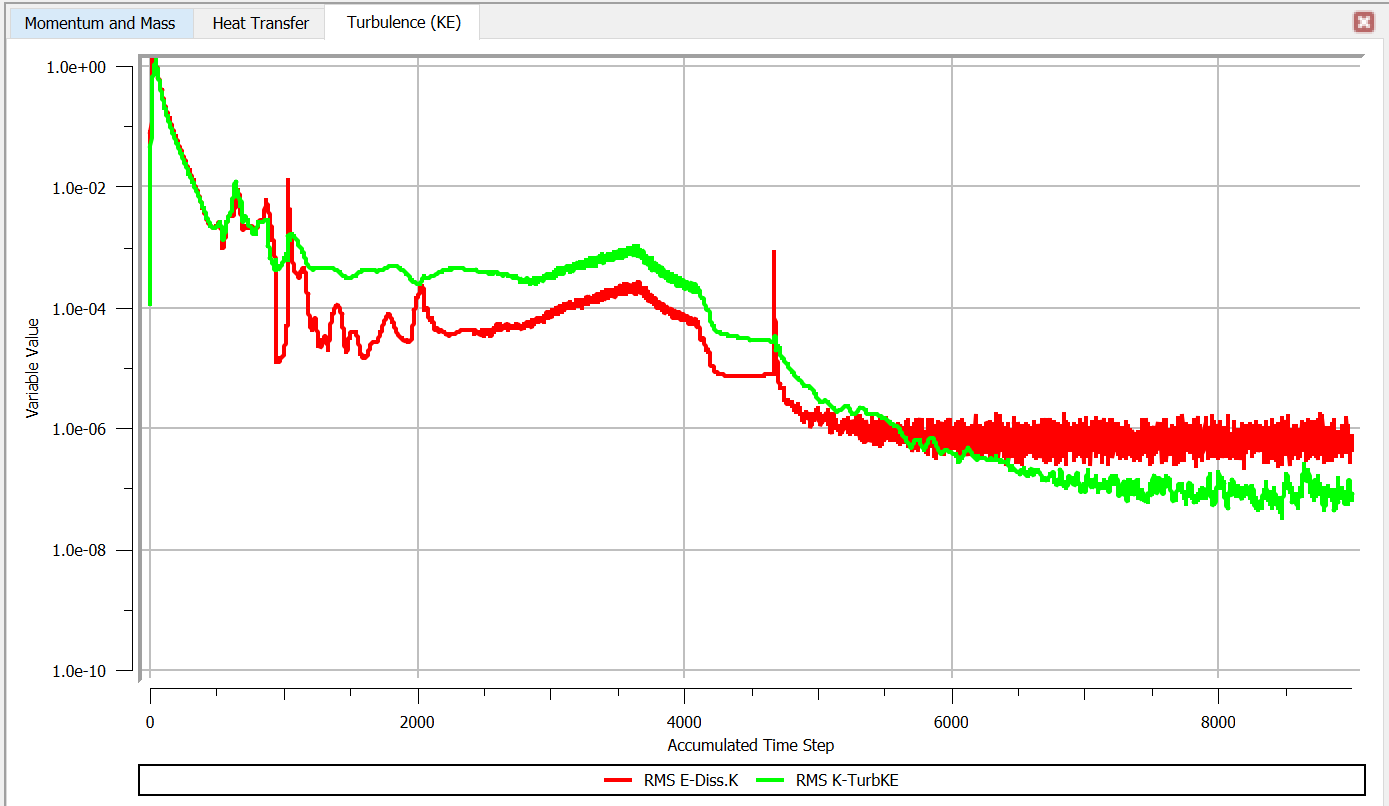 Momentum and Mass Heat Transfer Turbulence (KE)
1.0e+00
1.0e-02
1.0e-04
1.0e-06
1.0e-08
1.0e-10
Variable Value
0 2000 4000 6000 8000
Accumulated Time Step
RMS E-Diss.K RMS K-TurbKE